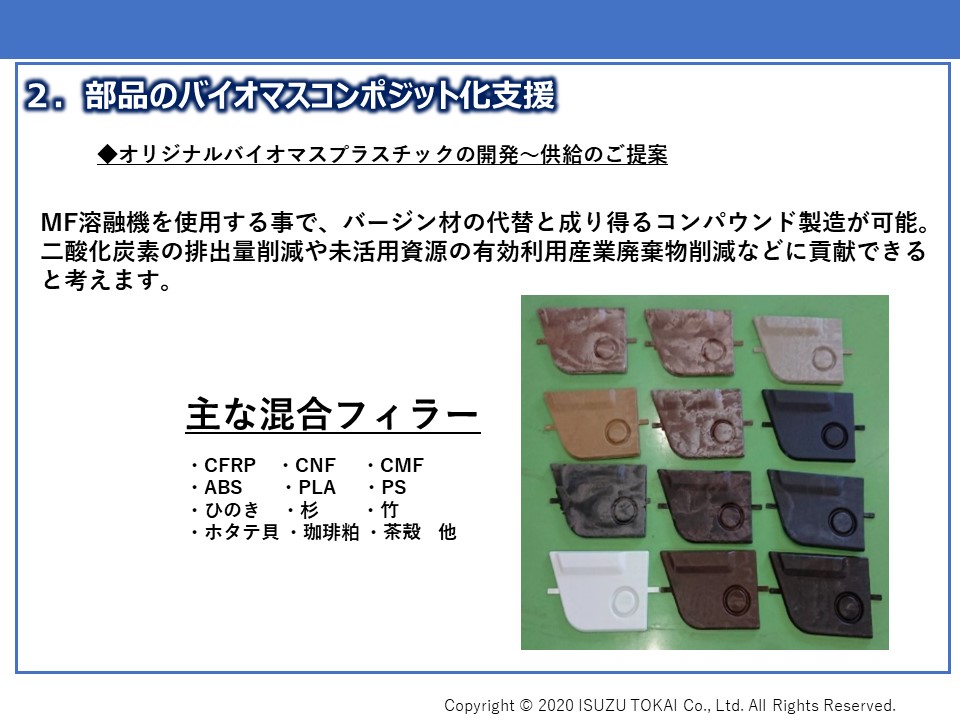 ２．部品のバイオマスコンポジット化支援
◆オリジナルバイオマスプラスチックの開発～供給のご提案
MF溶融機を使用する事で、バージン材の代替と成り得るコンパウンド製造が可能。
二酸化炭素の排出量削減や未活用資源の有効利用産業廃棄物削減などに貢献できる
と考えます。
主な混合フィラー
・CFRP ・CNF ・CMF
・ABS ・PLA ・PS
・ひのき ・杉 ・竹
・ホタテ貝 ・珈琲粕 ・茶殻 他
Copyright © 2020 ISUZU TOKAI Co., Ltd. All Rights Reserved.